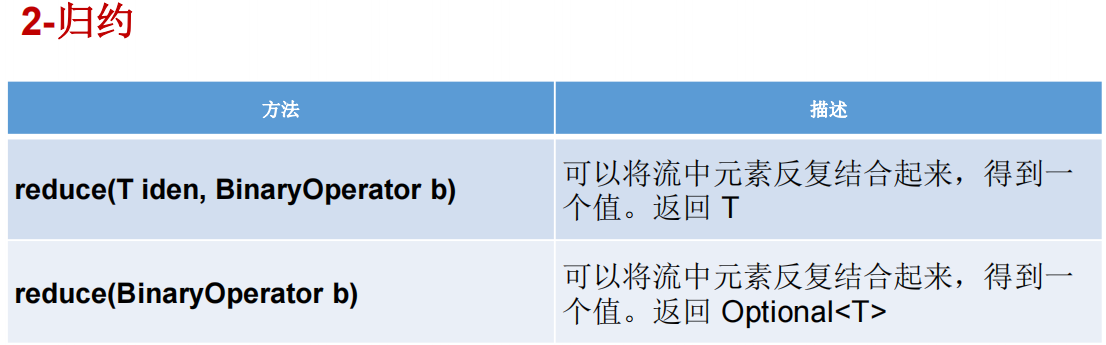 2-归约
方法
描述
reduce(T iden, BinaryOperator b)
可以将流中元素反复结合起来，得到一
个值。返回 T
reduce(BinaryOperator b)
可以将流中元素反复结合起来，得到一
个值。返回 Optional<T>